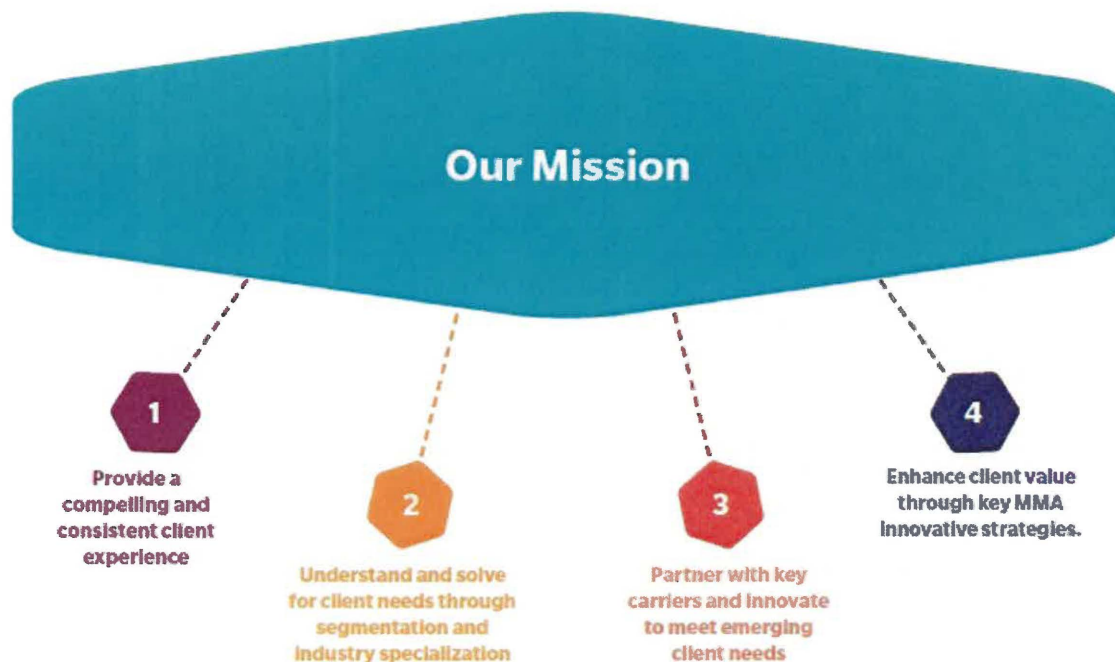 Our Mission
1
Provide a
compelling and
consistent client
experience
2
Understand and solve
for client needs through
segmentation and
industry specialization
3
Partner with key
carriers and innovate
to meet emerging
client needs
4
Enhance client value
through key MMA
innovative strategies.